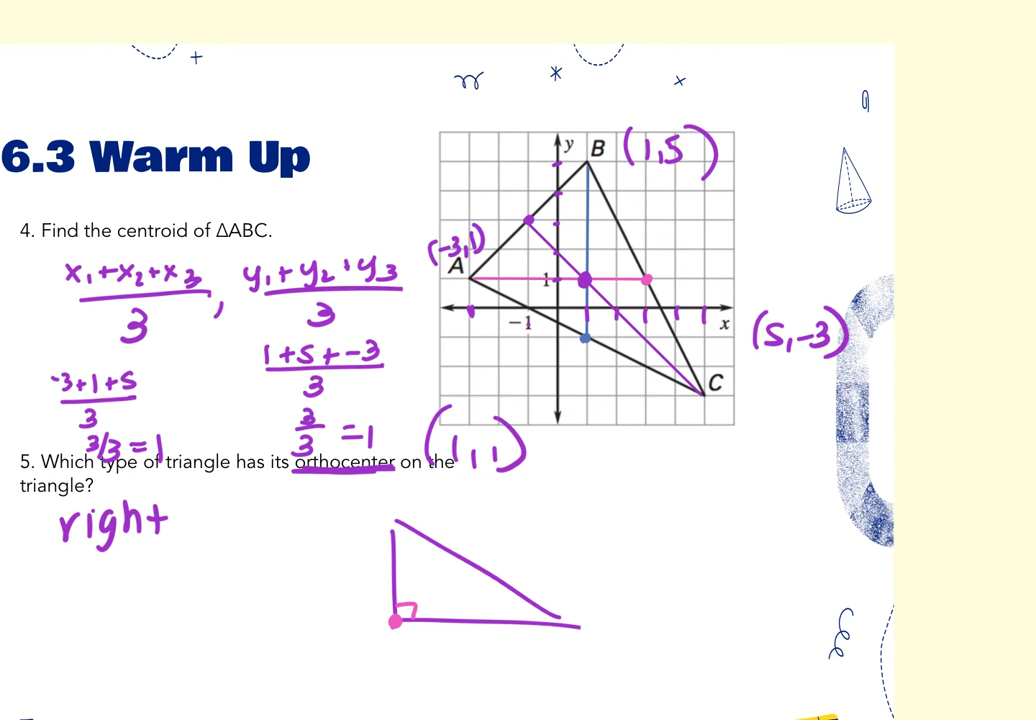 6.3 Warm Up
4. Find the centroid of ΔABC.
x₁+x₂+x₃ / 3 , y₁+y₂+y₃ / 3
-3+1+5 / 3
3/3 = 1
1+5+-3 / 3
3/3 = 1
(1,1)
y
B (1,5)
(-3,1)
A
1
-1
x
(5,-3)
C
5. Which type of triangle has its orthocenter on the
triangle?
right